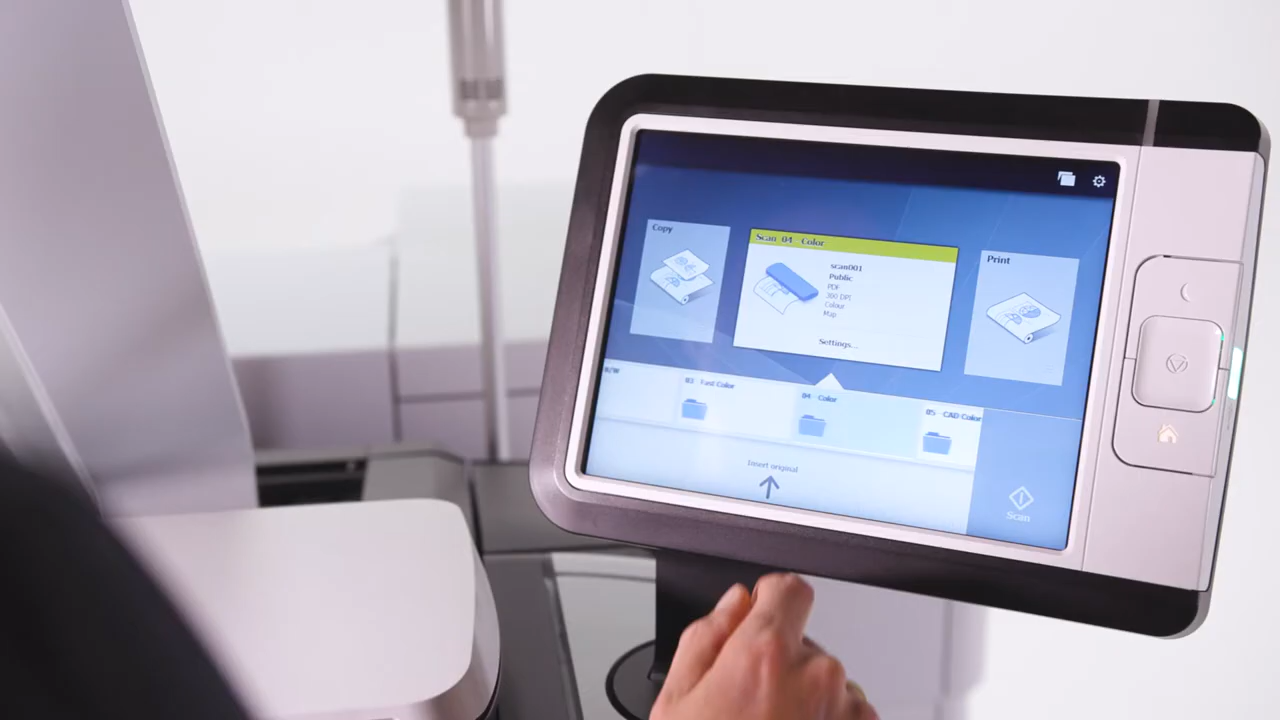 Copy
Scan 04 Color
scan001
Public
PDF
300 DPI
Colour
Map
Settings...
Print
B/W
03 Fast Color
04 Color
05 CAD Color
Insert original
Scan